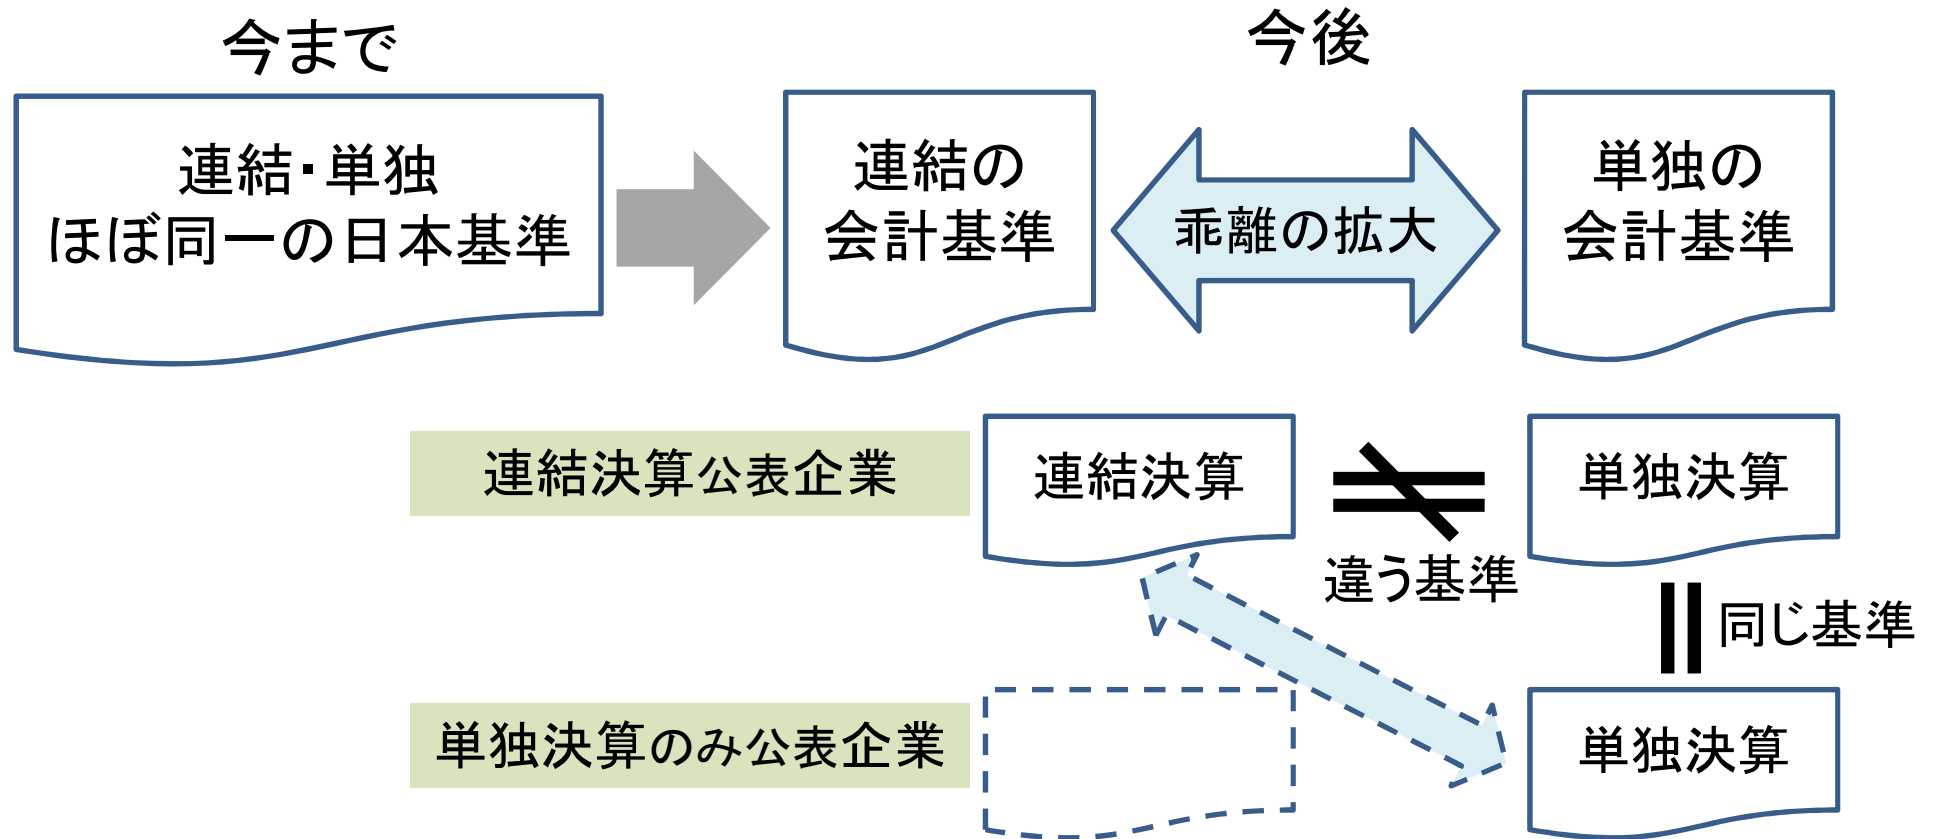 今まで
今後
連結・単独
ほぼ同一の日本基準
連結の
会計基準
乖離の拡大
単独の
会計基準
連結決算公表企業
連結決算
違う基準
単独決算
同じ基準
単独決算のみ公表企業
単独決算